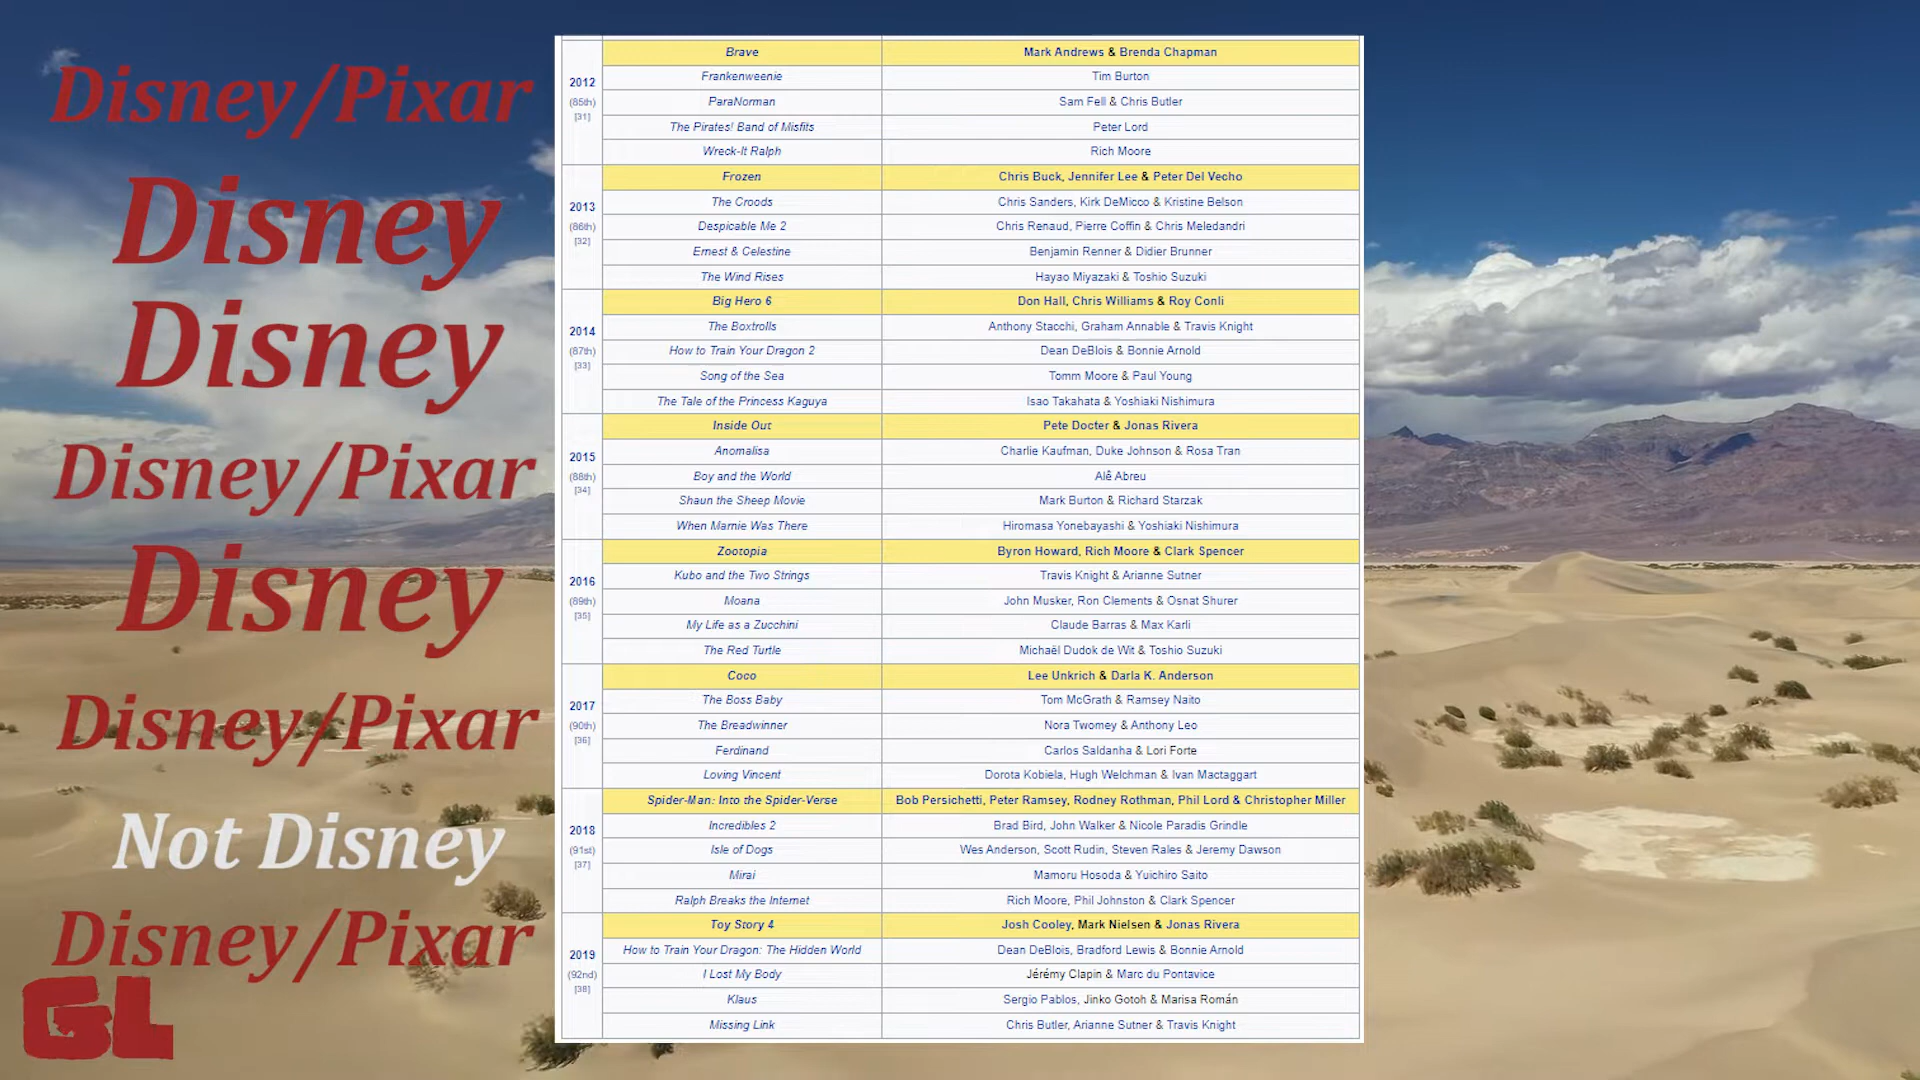 Disney/Pixar
Disney
Disney
Disney/Pixar
Disney
Disney/Pixar
Not Disney
Disney/Pixar
GL
2012
(85th)
[31]
Brave Mark Andrews & Brenda Chapman
Frankenweenie Tim Burton
ParaNorman Sam Fell & Chris Butler
The Pirates! Band of Misfits Peter Lord
Wreck-It Ralph Rich Moore
2013
(86th)
[32]
Frozen Chris Buck, Jennifer Lee & Peter Del Vecho
The Croods Chris Sanders, Kirk DeMicco & Kristine Belson
Despicable Me 2 Chris Renaud, Pierre Coffin & Chris Meledandri
Ernest & Celestine Benjamin Renner & Didier Brunner
The Wind Rises Hayao Miyazaki & Toshio Suzuki
2014
(87th)
[33]
Big Hero 6 Don Hall, Chris Williams & Roy Conli
The Boxtrolls Anthony Stacchi, Graham Annable & Travis Knight
How to Train Your Dragon 2 Dean DeBlois & Bonnie Arnold
Song of the Sea Tomm Moore & Paul Young
The Tale of the Princess Kaguya Isao Takahata & Yoshiaki Nishimura
2015
(88th)
[34]
Inside Out Pete Docter & Jonas Rivera
Anomalisa Charlie Kaufman, Duke Johnson & Rosa Tran
Boy and the World Alê Abreu
Shaun the Sheep Movie Mark Burton & Richard Starzak
When Marnie Was There Hiromasa Yonebayashi & Yoshiaki Nishimura
2016
(89th)
[35]
Zootopia Byron Howard, Rich Moore & Clark Spencer
Kubo and the Two Strings Travis Knight & Arianne Sutner
Moana John Musker, Ron Clements & Osnat Shurer
My Life as a Zucchini Claude Barras & Max Karli
The Red Turtle Michaël Dudok de Wit & Toshio Suzuki
2017
(90th)
[36]
Coco Lee Unkrich & Darla K. Anderson
The Boss Baby Tom McGrath & Ramsey Naito
The Breadwinner Nora Twomey & Anthony Leo
Ferdinand Carlos Saldanha & Lori Forte
Loving Vincent Dorota Kobiela, Hugh Welchman & Ivan Mactaggart
2018
(91st)
[37]
Spider-Man: Into the Spider-Verse Bob Persichetti, Peter Ramsey, Rodney Rothman, Phil Lord & Christopher Miller
Incredibles 2 Brad Bird, John Walker & Nicole Paradis Grindle
Isle of Dogs Wes Anderson, Scott Rudin, Steven Rales & Jeremy Dawson
Mirai Mamoru Hosoda & Yuichiro Saito
Ralph Breaks the Internet Rich Moore, Phil Johnston & Clark Spencer
2019
(92nd)
[38]
Toy Story 4 Josh Cooley, Mark Nielsen & Jonas Rivera
How to Train Your Dragon: The Hidden World Dean DeBlois, Bradford Lewis & Bonnie Arnold
I Lost My Body Jérémy Clapin & Marc du Pontavice
Klaus Sergio Pablos, Jinko Gotoh & Marisa Román
Missing Link Chris Butler, Arianne Sutner & Travis Knight